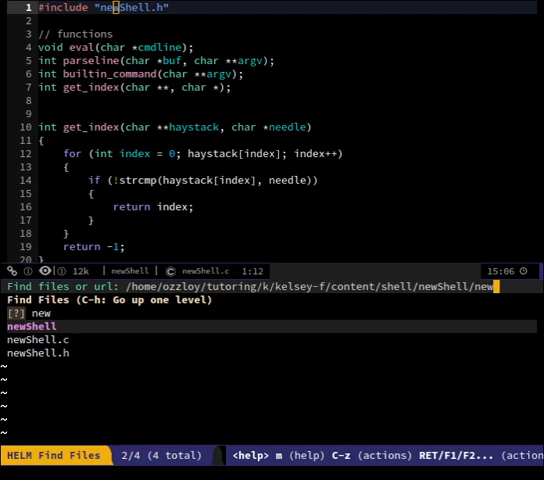 1 #include "newShell.h"
2
3 // functions
4 void eval(char *cmdline);
5 int parseline(char *buf, char **argv);
6 int builtin_command(char **argv);
7 int get_index(char **, char *);
8
9
10 int get_index(char **haystack, char *needle)
11 {
12 for (int index = 0; haystack[index]; index++)
13 {
14 if (!strcmp(haystack[index], needle))
15 {
16 return index;
17 }
18 }
19 return -1;
20 }
12k | newShell | C newShell.c 1:12 15:06
Find files or url: /home/ozzloy/tutoring/k/kelsey-f/content/shell/newShell/new
Find Files (C-h: Go up one level)
[?] new
newShell
newShell.c
newShell.h
~
~
~
~
~
~
HELM Find Files 2/4 (4 total) <help> m (help) C-z (actions) RET/F1/F2... (action